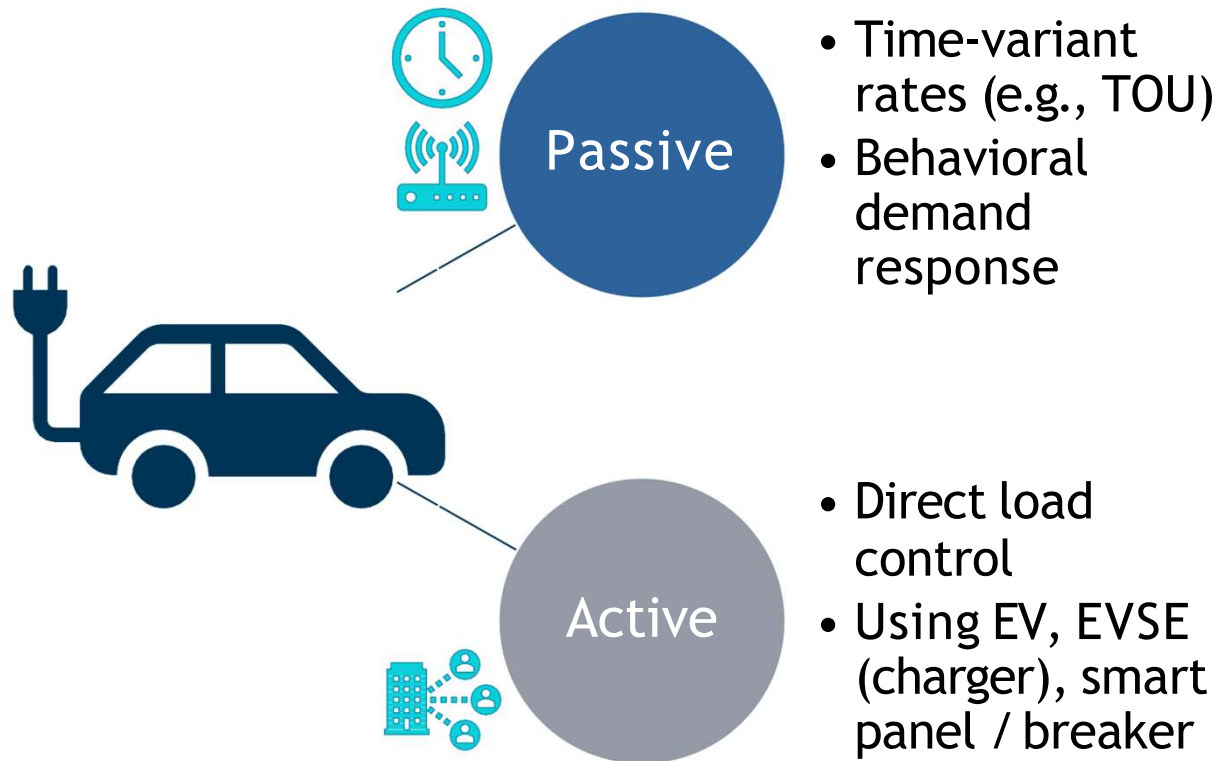 Passive
• Time-variant
rates (e.g., TOU)
• Behavioral
demand
response
Active
• Direct load
control
• Using EV, EVSE
(charger), smart
panel / breaker